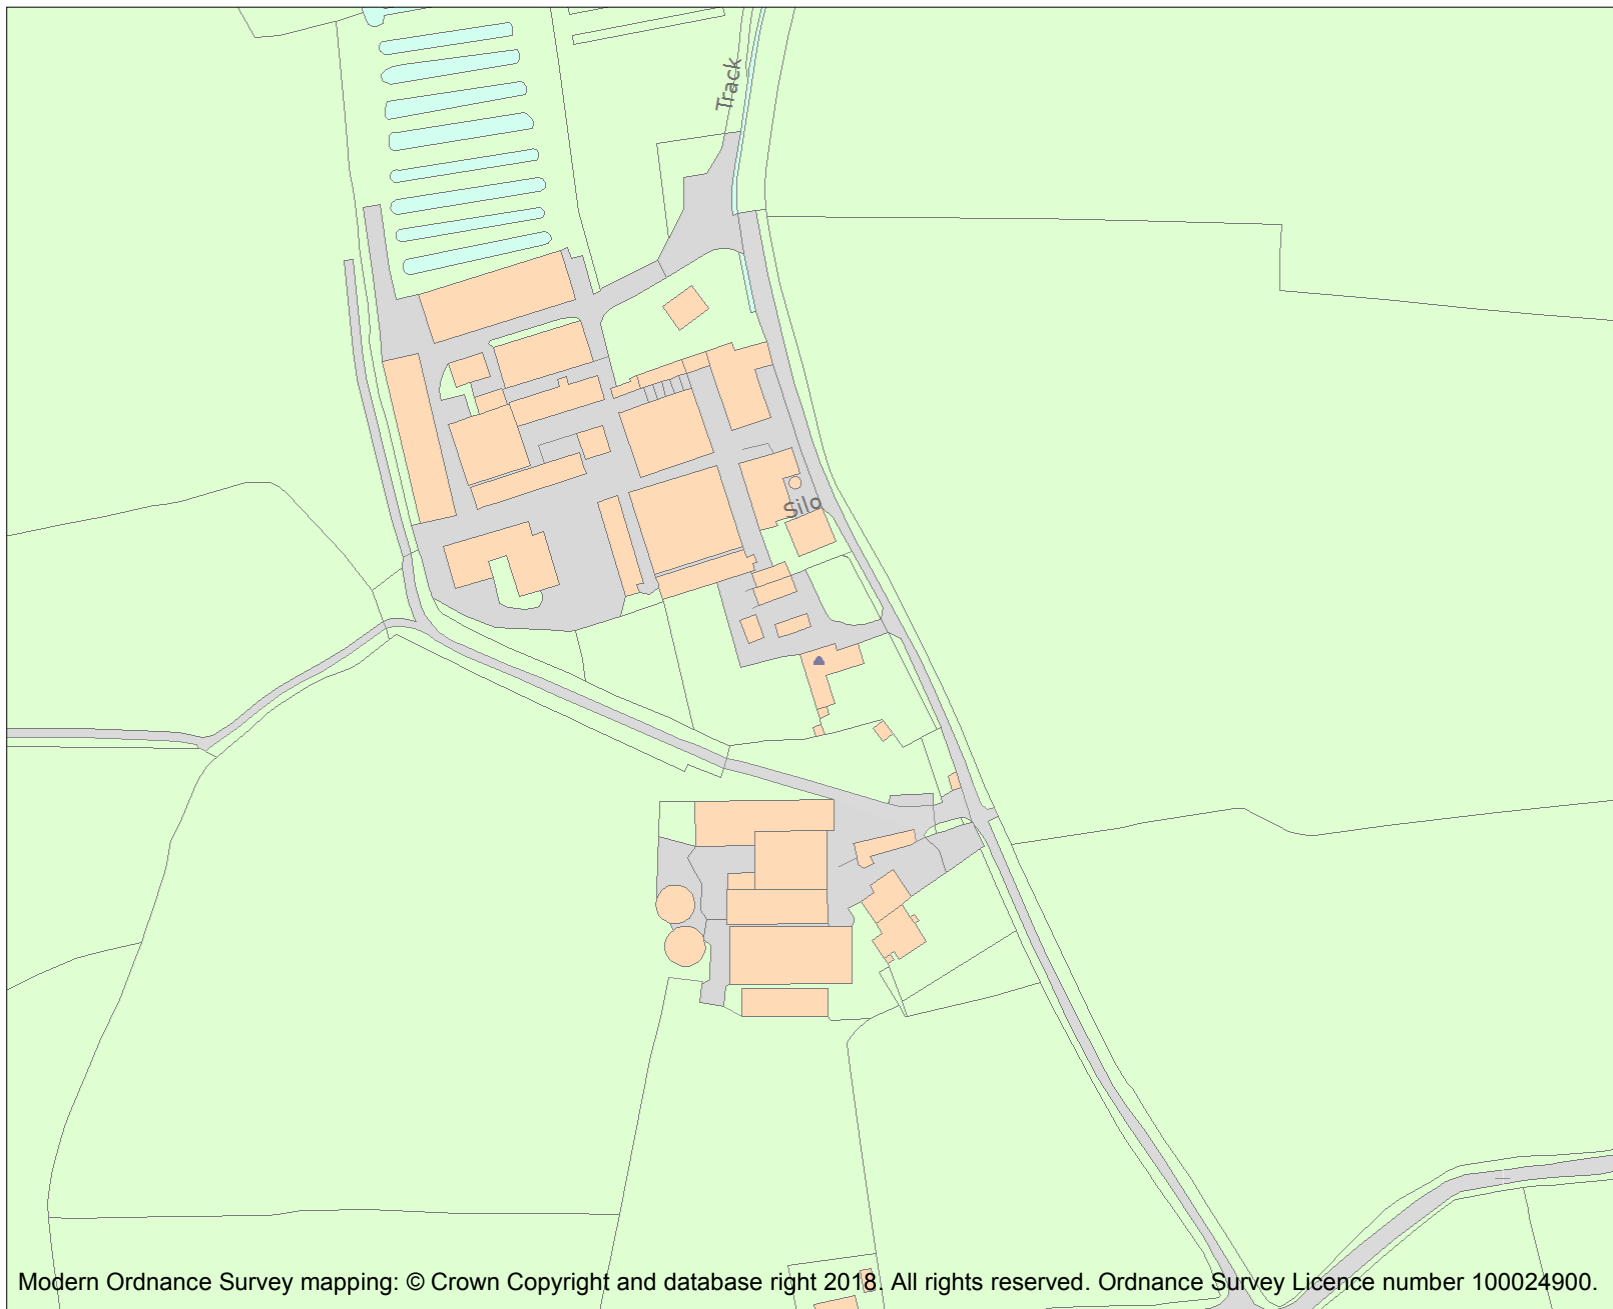 Track
Silo
Modern Ordnance Survey mapping: © Crown Copyright and database right 2018. All rights reserved. Ordnance Survey Licence number 100024900.